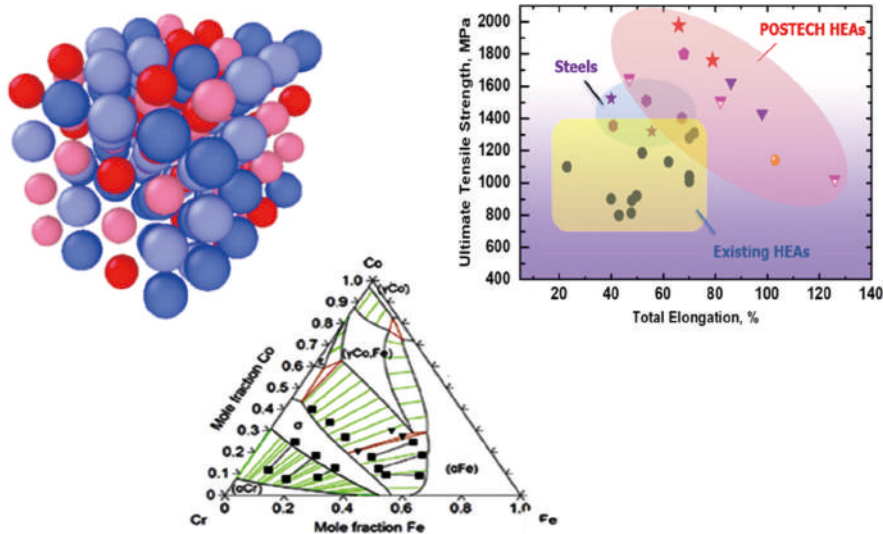 2000
1800
1600
1400
1200
1000
800
600
400
Ultimate Tensile Strength, MPa
POSTECH HEAs
Steels
Existing HEAs
20 40 60 80 100 120 140
Total Elongation, %
Co
1.0
(γCo)
0.9
0.8
0.7
0.6
(γCo,Fe)
0.5
0.4
0.3
0.2
0.1
0
Mole fraction Co
σ
(αFe)
(αCr)
0 0.2 0.4 0.6 0.8 1.0
Cr
Mole fraction Fe
Fe